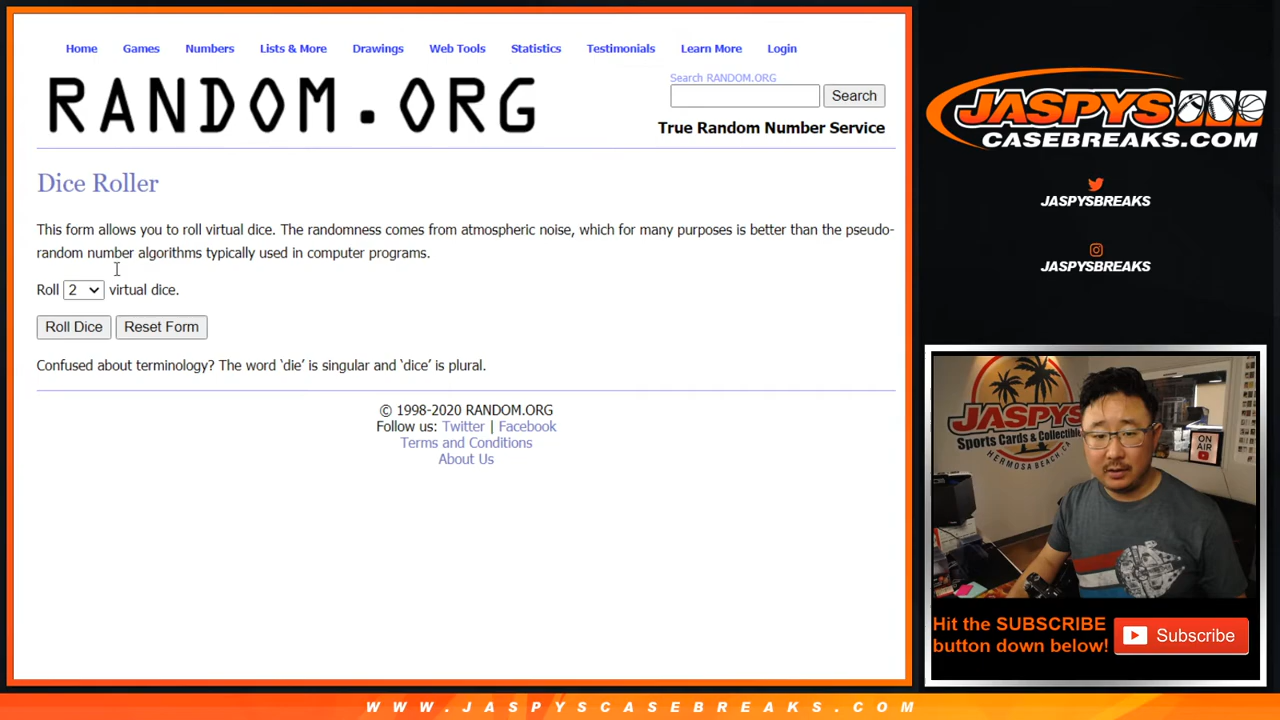 Home Games Numbers Lists & More Drawings Web Tools Statistics Testimonials Learn More Login
RANDOM.ORG
Search RANDOM.ORG
Search
True Random Number Service
Dice Roller
This form allows you to roll virtual dice. The randomness comes from atmospheric noise, which for many purposes is better than the pseudo-
random number algorithms typically used in computer programs.
Roll 2 virtual dice.
Roll Dice Reset Form
Confused about terminology? The word ‘die’ is singular and ‘dice’ is plural.
© 1998-2020 RANDOM.ORG
Follow us: Twitter | Facebook
Terms and Conditions
About Us
JASPYS
CASEBREAKS.COM
JASPYSBREAKS
JASPYSBREAKS
JASPYS
Sports Cards & Collectibles
HERMOSA BEACH, CA
ON
AIR
Hit the SUBSCRIBE
button down below!
Subscribe
WWW.JASPYSCASEBREAKS.COM